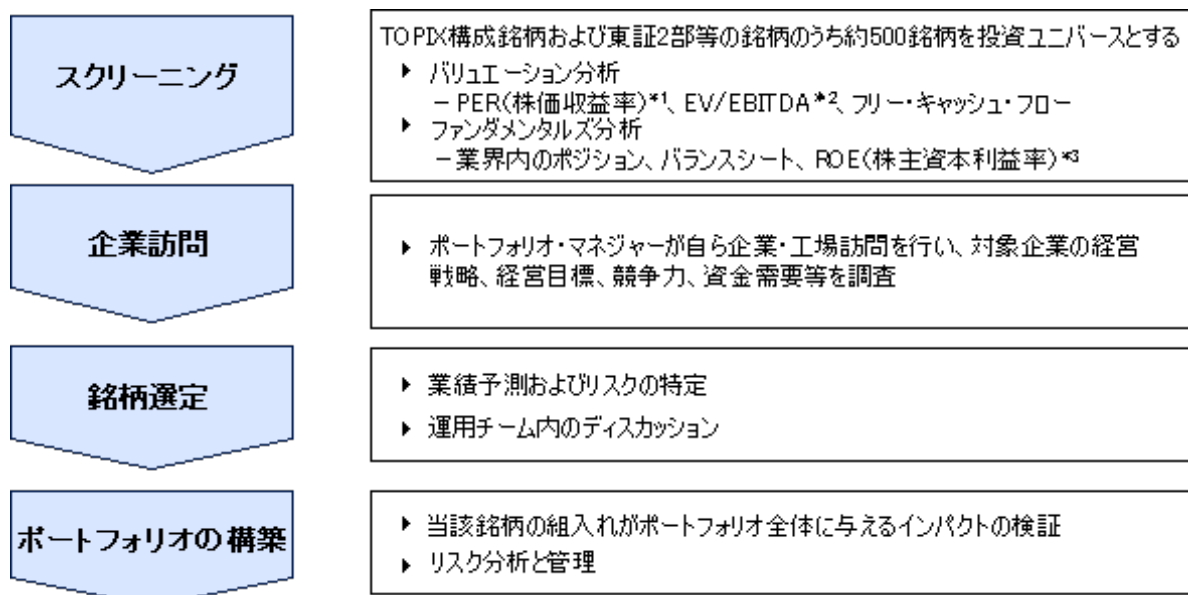 スクリーニング
TOPIX構成銘柄および東証2部等の銘柄のうち約500銘柄を投資ユニバースとする
▶ バリュエーション分析
－PER(株価収益率)*1、EV/EBITDA*2、フリー・キャッシュ・フロー
▶ ファンダメンタルズ分析
－業界内のポジション、バランスシート、ROE(株主資本利益率)*3
企業訪問
▶ ポートフォリオ・マネジャーが自ら企業・工場訪問を行い、対象企業の経営
戦略、経営目標、競争力、資金需要等を調査
銘柄選定
▶ 業績予測およびリスクの特定
▶ 運用チーム内のディスカッション
ポートフォリオの構築
▶ 当該銘柄の組入れがポートフォリオ全体に与えるインパクトの検証
▶ リスク分析と管理